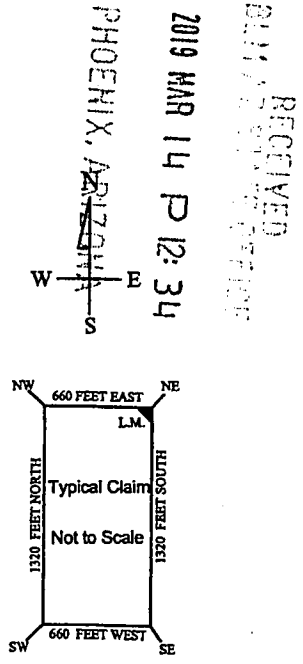 RECEIVED
2019 MAR 14 P 12: 34
PHOENIX, ARIZONA
N
W E
S
NW NE
660 FEET EAST
L.M.
1320 FEET NORTH
Typical Claim
Not to Scale
1320 FEET SOUTH
660 FEET WEST
SW SE